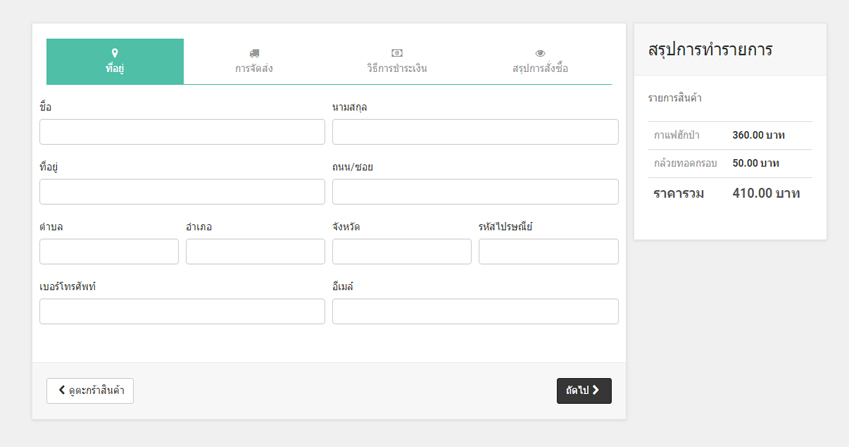 ที่อยู่
การจัดส่ง
วิธีการชำระเงิน
สรุปการสั่งซื้อ
ชื่อ
นามสกุล
ที่อยู่
ถนน/ซอย
ตำบล
อำเภอ
จังหวัด
รหัสไปรษณีย์
เบอร์โทรศัพท์
อีเมล์
ดูตะกร้าสินค้า
ถัดไป
สรุปการทำรายการ
รายการสินค้า
กาแฟฮักป่า 360.00 บาท
กล้วยทอดกรอบ 50.00 บาท
ราคารวม 410.00 บาท